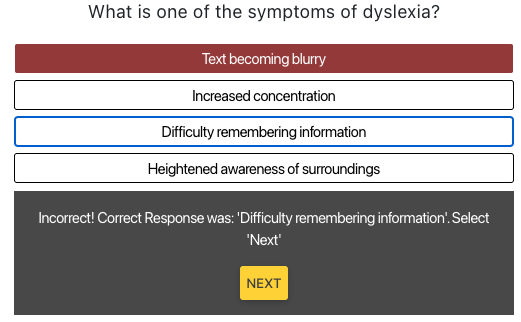 What is one of the symptoms of dyslexia?
Text becoming blurry
Increased concentration
Difficulty remembering information
Heightened awareness of surroundings
Incorrect! Correct Response was: 'Difficulty remembering information'. Select
'Next'
NEXT